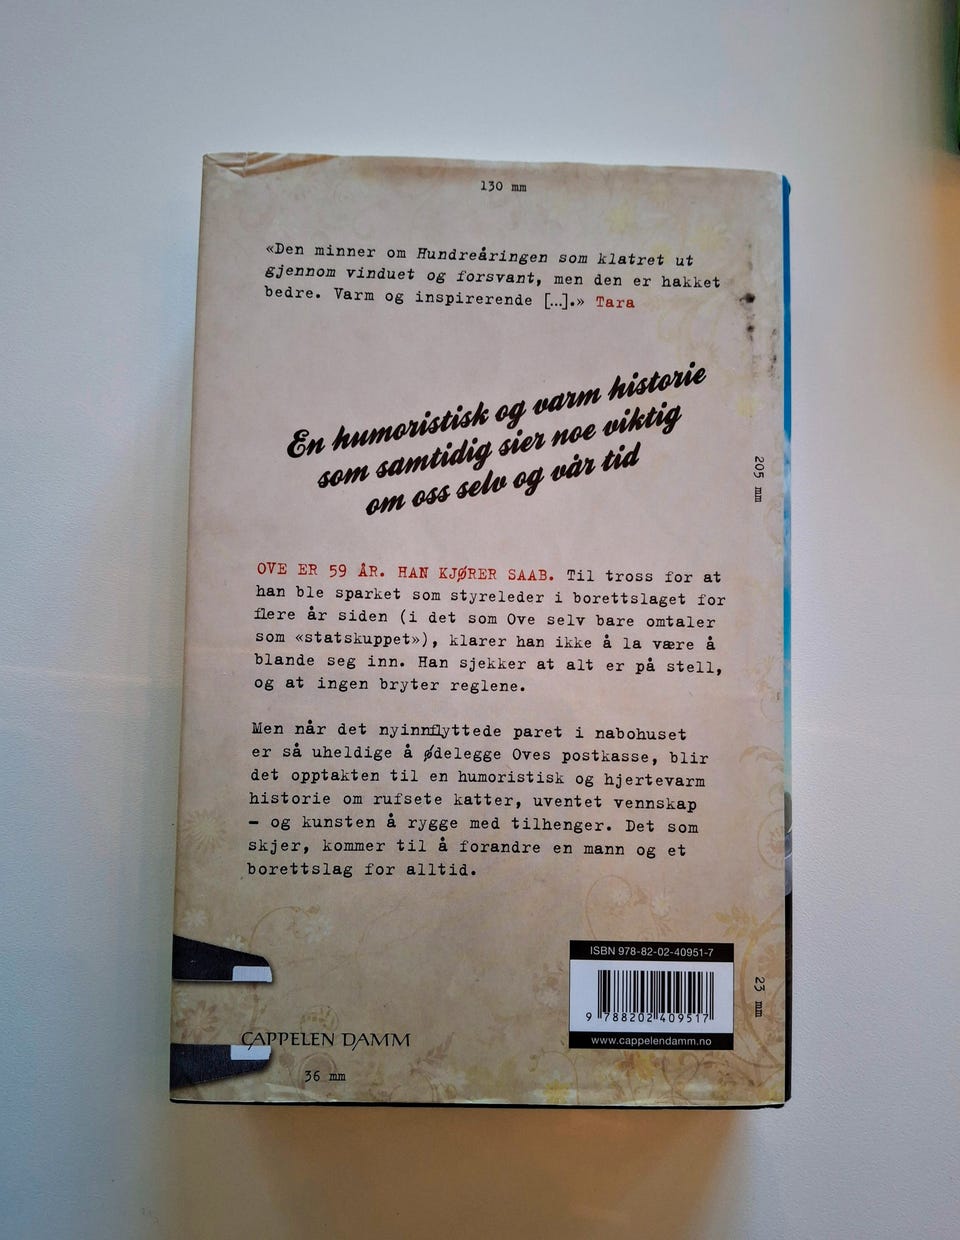 130 mm
«Den minner om Hundreåringen som klatret ut
gjennom vinduet og forsvant, men den er hakket
bedre. Varm og inspirerende […].» Tara
En humoristisk og varm historie
som samtidig sier noe viktig
om oss selv og vår tid
205 mm
OVE ER 59 ÅR. HAN KJØRER SAAB. Til tross for at
han ble sparket som styreleder i borettslaget for
flere år siden (i det som Ove selv bare omtaler
som «statskuppet»), klarer han ikke å la være å
blande seg inn. Han sjekker at alt er på stell,
og at ingen bryter reglene.
Men når det nyinnflyttede paret i nabohuset
er så uheldige å ødelegge Oves postkasse, blir
det opptakten til en humoristisk og hjertevarm
historie om rufsete katter, uventet vennskap
– og kunsten å rygge med tilhenger. Det som
skjer, kommer til å forandre en mann og et
borettslag for alltid.
ISBN 978-82-02-40951-7
9 788202 409517
www.cappelendamm.no
23 mm
CAPPELEN DAMM
36 mm